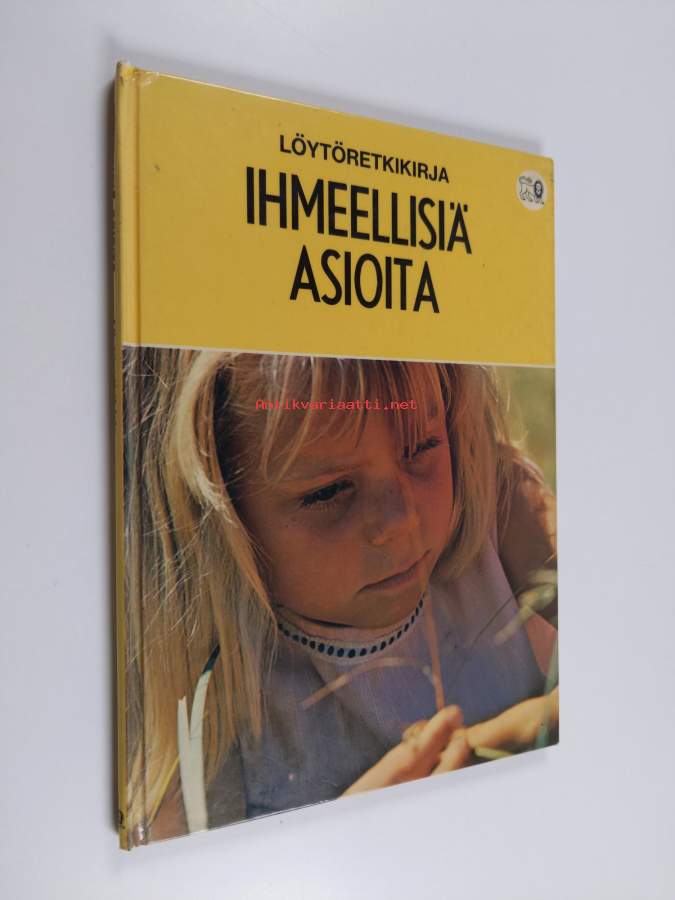 LÖYTÖRETKIKIRJA
IHMEELLISIÄ
ASIOITA
Antikvariaatti.net